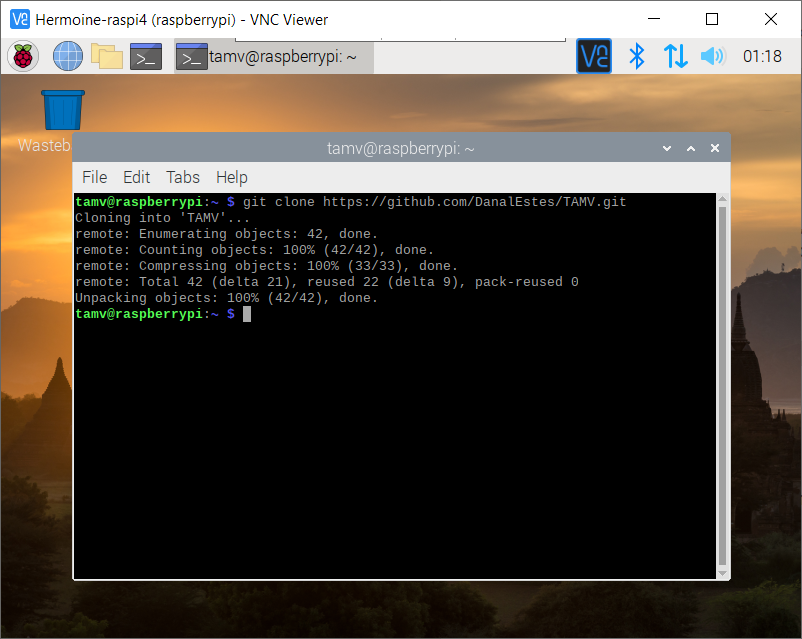 Hermoine-raspi4 (raspberrypi) - VNC Viewer
tamv@raspberrypi: ~
01:18
Wasteb
tamv@raspberrypi: ~
File Edit Tabs Help
tamv@raspberrypi:~ $ git clone https://github.com/DanalEstes/TAMV.git
Cloning into 'TAMV'...
remote: Enumerating objects: 42, done.
remote: Counting objects: 100% (42/42), done.
remote: Compressing objects: 100% (33/33), done.
remote: Total 42 (delta 21), reused 22 (delta 9), pack-reused 0
Unpacking objects: 100% (42/42), done.
tamv@raspberrypi:~ $